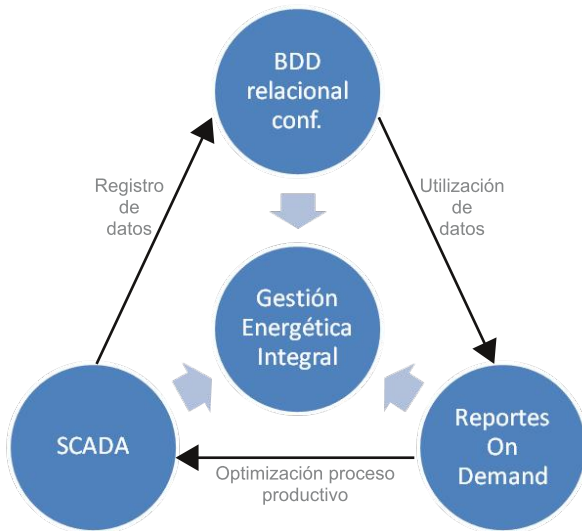 BDD
relacional
conf.
Registro
de
datos
Utilización
de
datos
Gestión
Energética
Integral
SCADA
Reportes
On
Demand
Optimización proceso
productivo